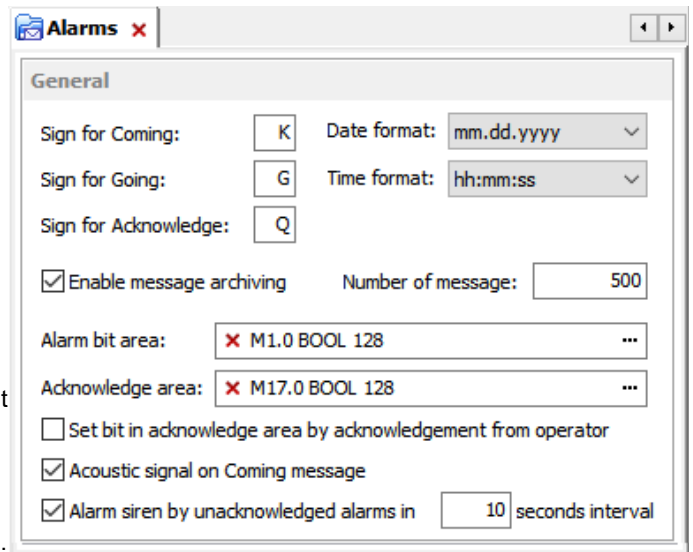 Alarms
General
Sign for Coming: K Date format: mm.dd.yyyy
Sign for Going: G Time format: hh:mm:ss
Sign for Acknowledge: Q
Enable message archiving Number of message: 500
Alarm bit area: M1.0 BOOL 128 ...
Acknowledge area: M17.0 BOOL 128 ...
t
Set bit in acknowledge area by acknowledgement from operator
Acoustic signal on Coming message
Alarm siren by unacknowledged alarms in 10 seconds interval
.